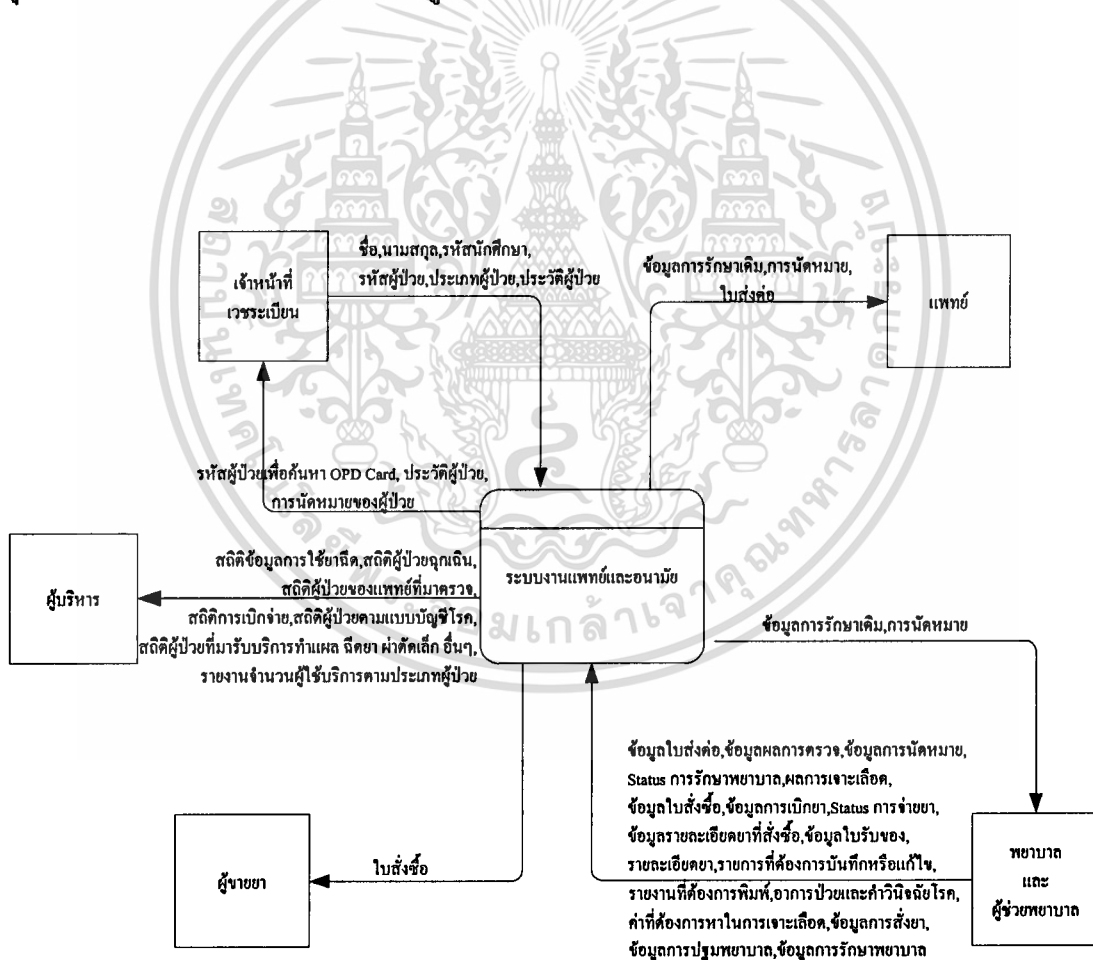 เจ้าหน้าที่
เวชระเบียน
ชื่อ,นามสกุล,รหัสนักศึกษา,
รหัสผู้ป่วย,ประเภทผู้ป่วย,ประวัติผู้ป่วย
ข้อมูลการรักษาเดิม,การนัดหมาย,
ใบส่งต่อ
แพทย์
รหัสผู้ป่วยเพื่อค้นหา OPD Card, ประวัติผู้ป่วย,
การนัดหมายของผู้ป่วย
ผู้บริหาร
สถิติข้อมูลการใช้ยาฉีด,สถิติผู้ป่วยฉุกเฉิน,
สถิติผู้ป่วยของแพทย์ที่มาตรวจ,
สถิติการเบิกจ่าย,สถิติผู้ป่วยตามแบบบัญชีโรค,
สถิติผู้ป่วยที่มารับบริการทำแผล ฉีดยา ผ่าตัดเล็ก อื่นๆ,
รายงานจำนวนผู้ใช้บริการตามประเภทผู้ป่วย
ระบบงานแพทย์และอนามัย
ข้อมูลการรักษาเดิม,การนัดหมาย
ข้อมูลใบส่งต่อ,ข้อมูลผลการตรวจ,ข้อมูลการนัดหมาย,
Status การรักษาพยาบาล,ผลการเจาะเลือด,
ข้อมูลใบสั่งซื้อ,ข้อมูลการเบิกยา,Status การจ่ายยา,
ข้อมูลรายละเอียดยาที่สั่งซื้อ,ข้อมูลใบรับของ,
รายละเอียดยา,รายการที่ต้องการบันทึกหรือแก้ไข,
รายงานที่ต้องการพิมพ์,อาการป่วยและคำวินิจฉัยโรค,
ค่าที่ต้องการหาในการเจาะเลือด,ข้อมูลการสั่งยา,
ข้อมูลการปฐมพยาบาล,ข้อมูลการรักษาพยาบาล
พยาบาล
และ
ผู้ช่วยพยาบาล
ผู้ขายยา
ใบสั่งซื้อ